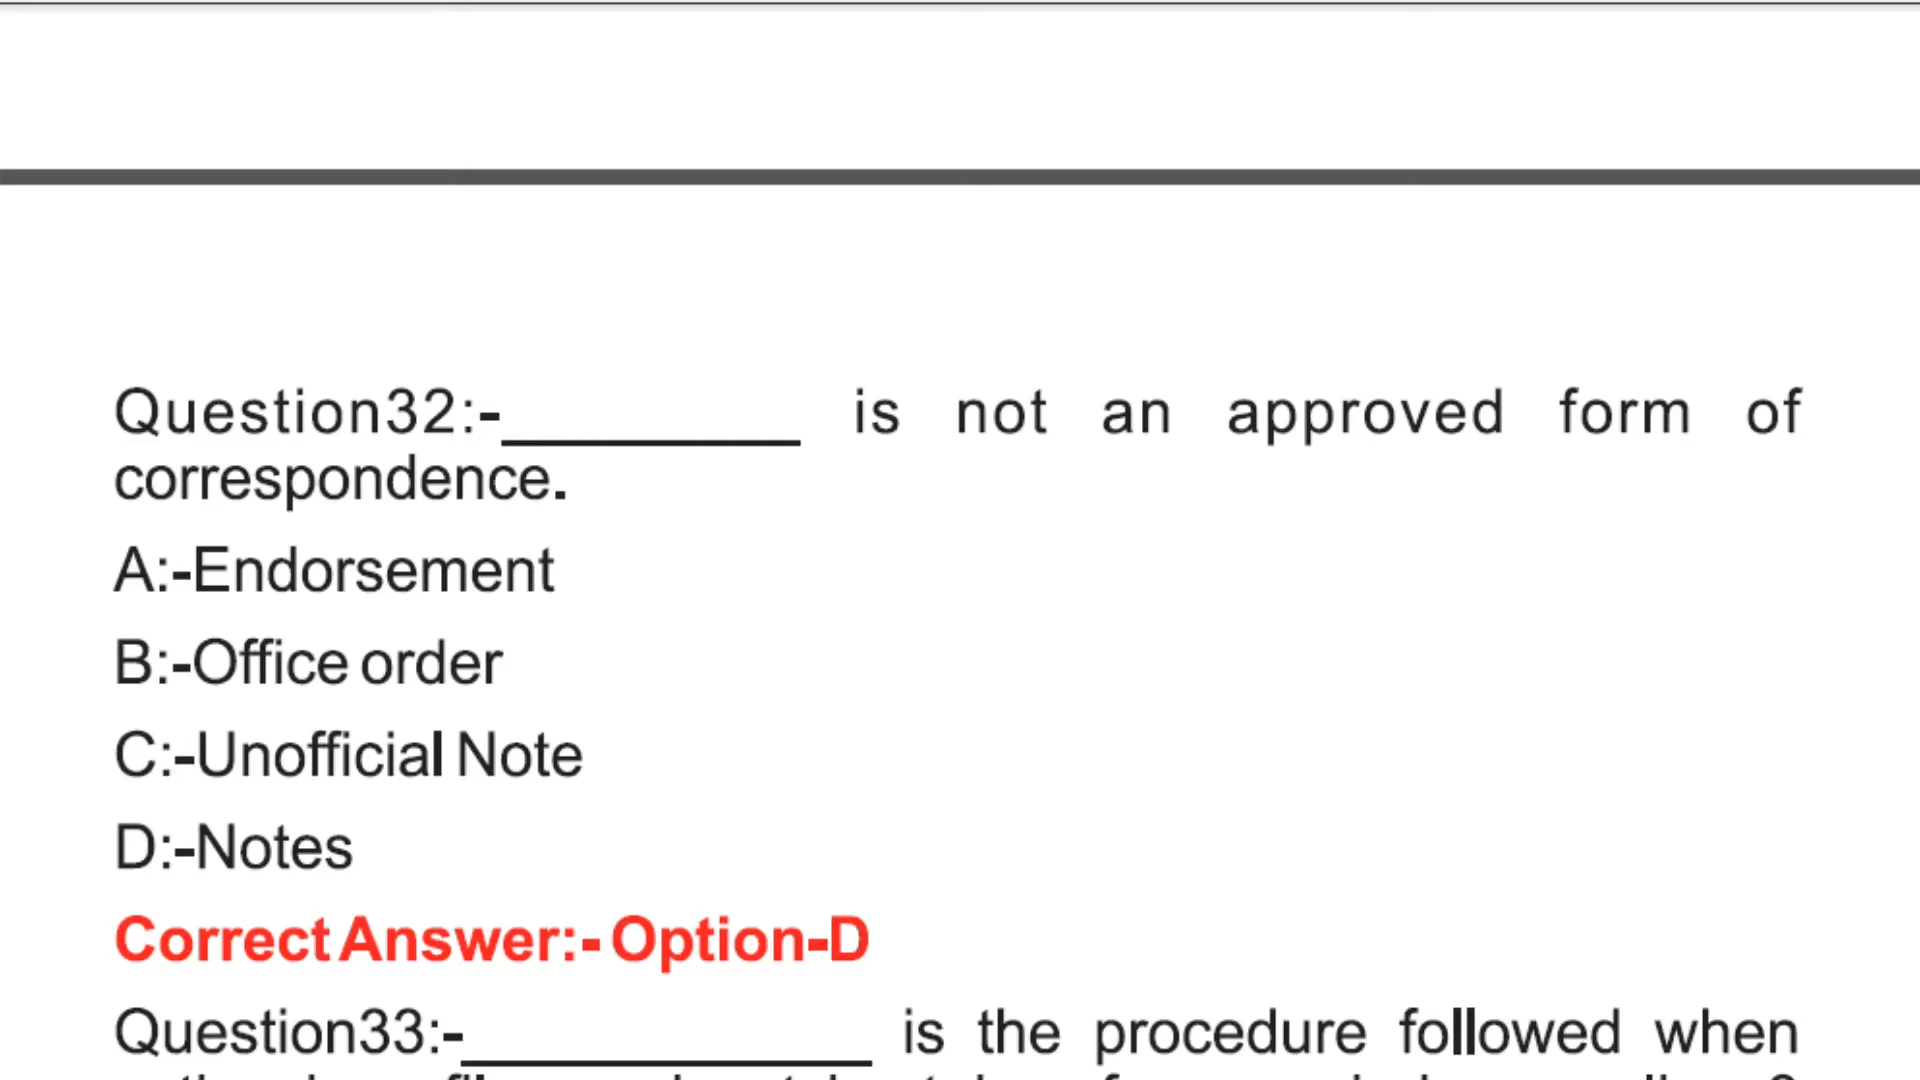 Question32:-__________ is not an approved form of
correspondence.
A:-Endorsement
B:-Office order
C:-Unofficial Note
D:-Notes
Correct Answer:- Option-D
Question33:-______________ is the procedure followed when